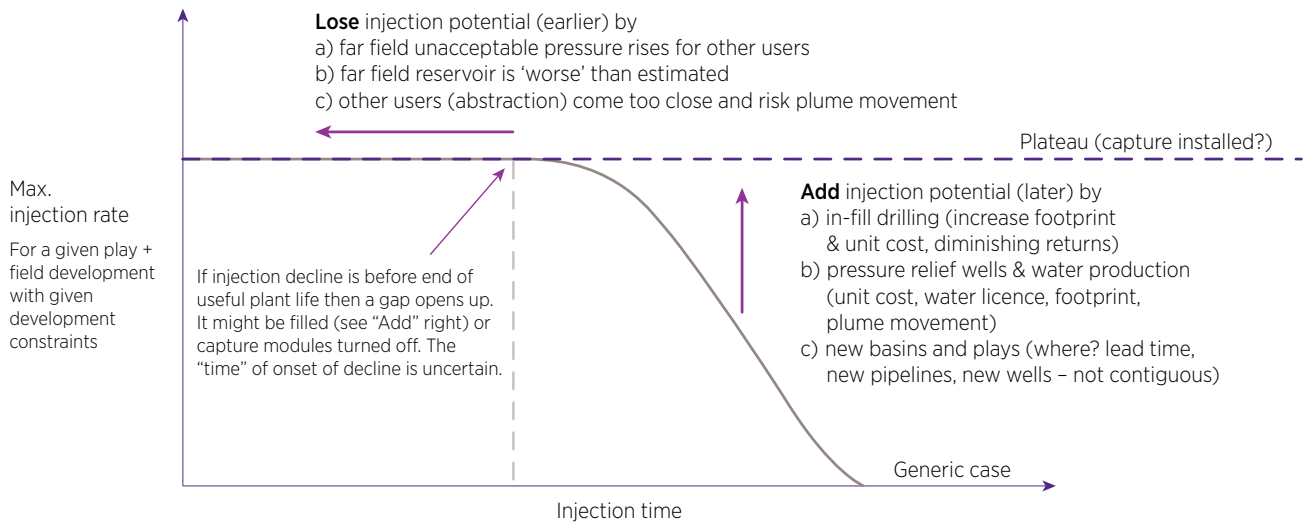 Lose injection potential (earlier) by
a) far field unacceptable pressure rises for other users
b) far field reservoir is ‘worse’ than estimated
c) other users (abstraction) come too close and risk plume movement
Plateau (capture installed?)
Max.
injection rate
For a given play +
field development
with given
development
constraints
If injection decline is before end of
useful plant life then a gap opens up.
It might be filled (see “Add” right) or
capture modules turned off. The
“time” of onset of decline is uncertain.
Add injection potential (later) by
a) in-fill drilling (increase footprint
& unit cost, diminishing returns)
b) pressure relief wells & water production
(unit cost, water licence, footprint,
plume movement)
c) new basins and plays (where? lead time,
new pipelines, new wells – not contiguous)
Generic case
Injection time